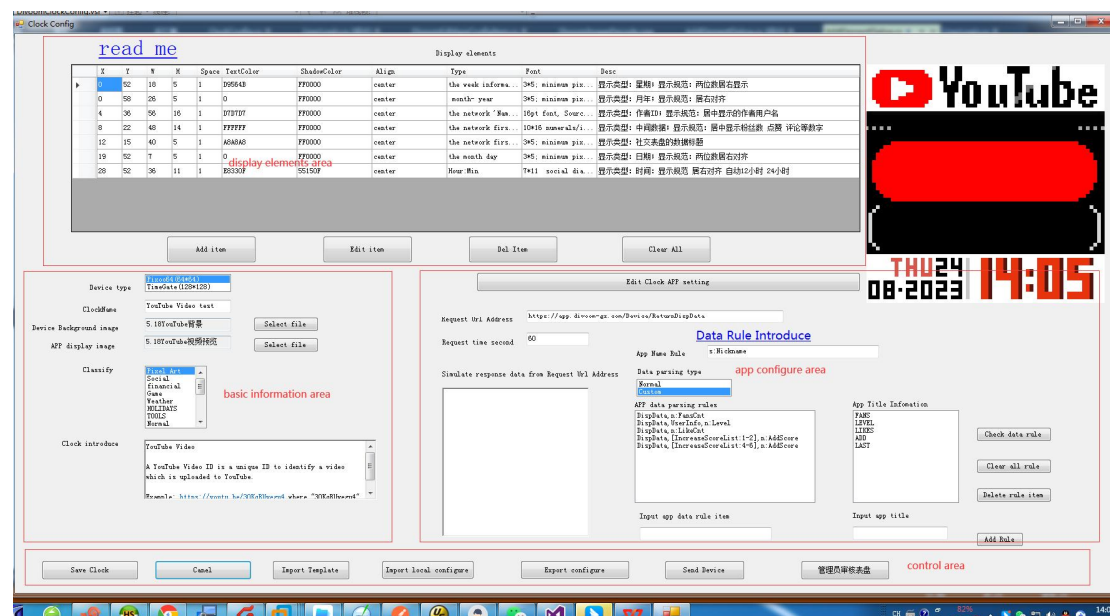 Clock Config
read me
Display elements
X Y W H Space TextColor ShadowColor Align Type Font Desc
0 52 18 5 1 D9564B FF0000 center the week informa... 3*5; minimum pix... 显示类型: 星期; 显示规范: 两位数居右显示
0 58 26 5 1 0 FF0000 center month- year 3*5; minimum pix... 显示类型: 月年; 显示规范: 居右对齐
4 36 56 16 1 D7D7D7 FF0000 center the network 'Nam... 16pt font, Sourc... 显示类型: 作者ID; 显示规范: 居中显示的作者用户名
8 22 48 14 1 FFFFFF FF0000 center the network firs... 10*16 numerals/i... 显示类型: 中间数据; 显示规范: 居中显示粉丝数 点赞 评论等数字
12 15 40 5 1 A8A8A8 FF0000 center the network firs... 3*5; minimum pix... 显示类型: 社交表盘的数据标题
19 52 7 5 1 0 FF0000 center the month day 3*5; minimum pix... 显示类型: 日期; 显示规范: 两位数居右对齐
28 52 36 11 1 E8330F 55150F center Hour:Min 7*11 social dia... 显示类型: 时间; 显示规范 居右对齐 自动12小时 24小时
display elements area
Add item Edit item Del Item Clear All
YouTube
THU24
08-2023 14:05
Device type
Pixoo64(64*64)
TimeGate(128*128)
ClockName YouTube Video test
Device Background image 5.18YouTube背景 Select file
APP display image 5.18YouTube视频预览 Select file
Classify
Pixel Art
Social
financial
Game
Weather
HOLIDAYS
TOOLS
Normal
basic information area
Clock introduce
YouTube Video
A YouTube Video ID is a unique ID to identify a video
which is uploaded to YouTube.
Edit Clock APP setting
Request Url Address https://app.divoom-gz.com/Device/ReturnDispData
Request time second 60
Data Rule Introduce
App Name Rule s:Nickname
Simulate response data from Request Url Address
Data parsing type
Normal
Custom
app configure area
APP data parsing rules
DispData,n:FansCnt
DispData,UserInfo,n:Level
DispData,n:LikeCnt
DispData,[IncreaseScoreList:1-2],n:AddScore
DispData,[IncreaseScoreList:4-6],n:AddScore
App Title Infomation
FANS
LEVEL
LIKES
ADD
LAST
Check data rule
Clear all rule
Delete rule item
Input app data rule item
Input app title
Add Rule
Save Clock Canel Import Template Import local configure Export configure Send Device 管理员审核表盘
control area
CH 82% 14:0